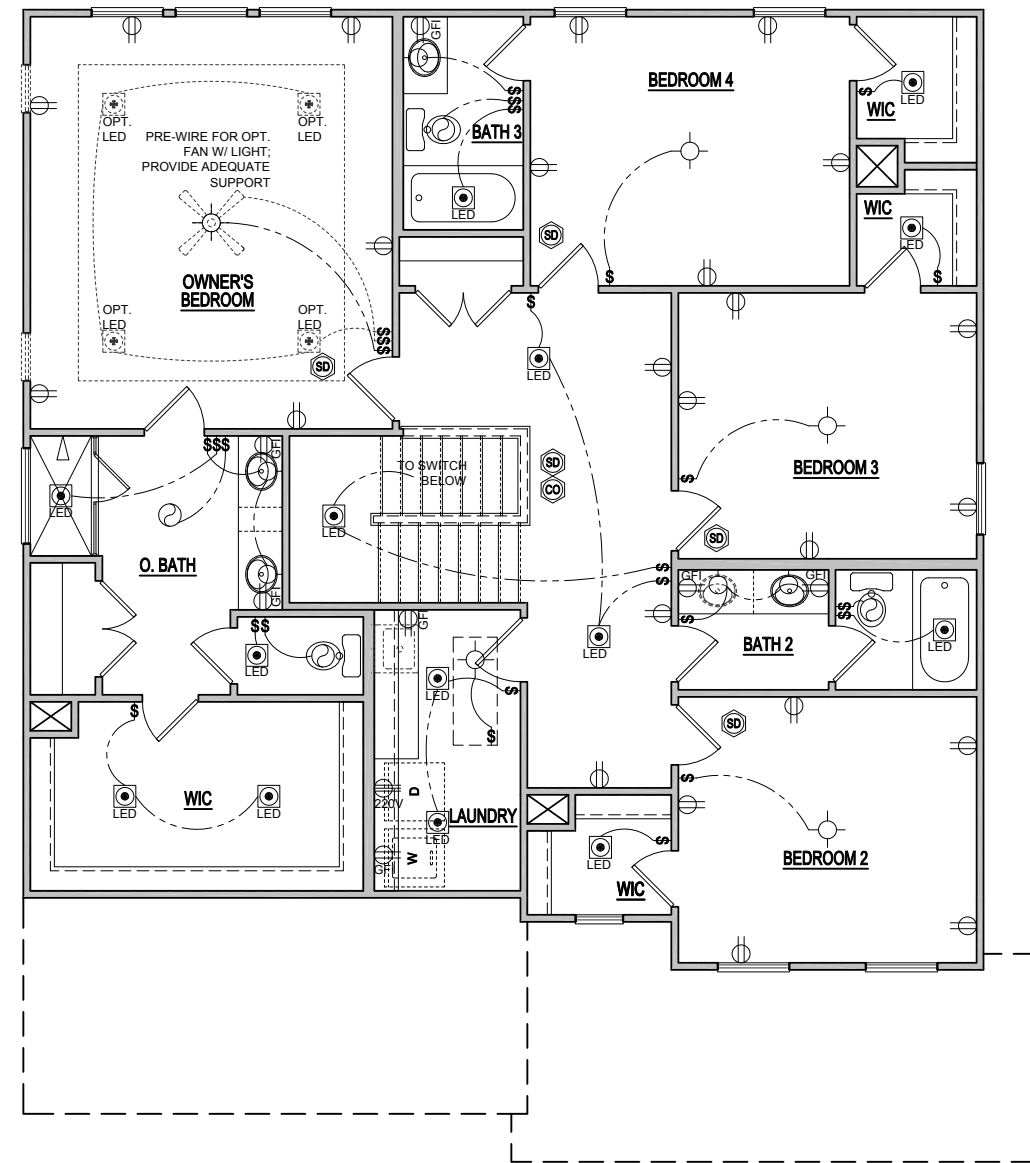 GFI
BEDROOM 4
LED
WIC
OPT.
LED
OPT.
LED
PRE-WIRE FOR OPT.
FAN W/ LIGHT;
PROVIDE ADEQUATE
SUPPORT
$
$$$
BATH 3
LED
WIC
LED
$
SD
$
$
OWNER'S
BEDROOM
OPT.
LED
OPT.
LED
$$$
SD
LED
$$$
GFI
TO SWITCH
BELOW
SD
CO
BEDROOM 3
$
LED
LED
SD
O. BATH
GFI
$
$
GFI
GFI
$
$$
BATH 2
LED
$$
GFI
LED
LED
LED
$
$
SD
$
WIC
LED
LED
$
220V
D
LAUNDRY
LED
GFI
W
$
LED
WIC
BEDROOM 2